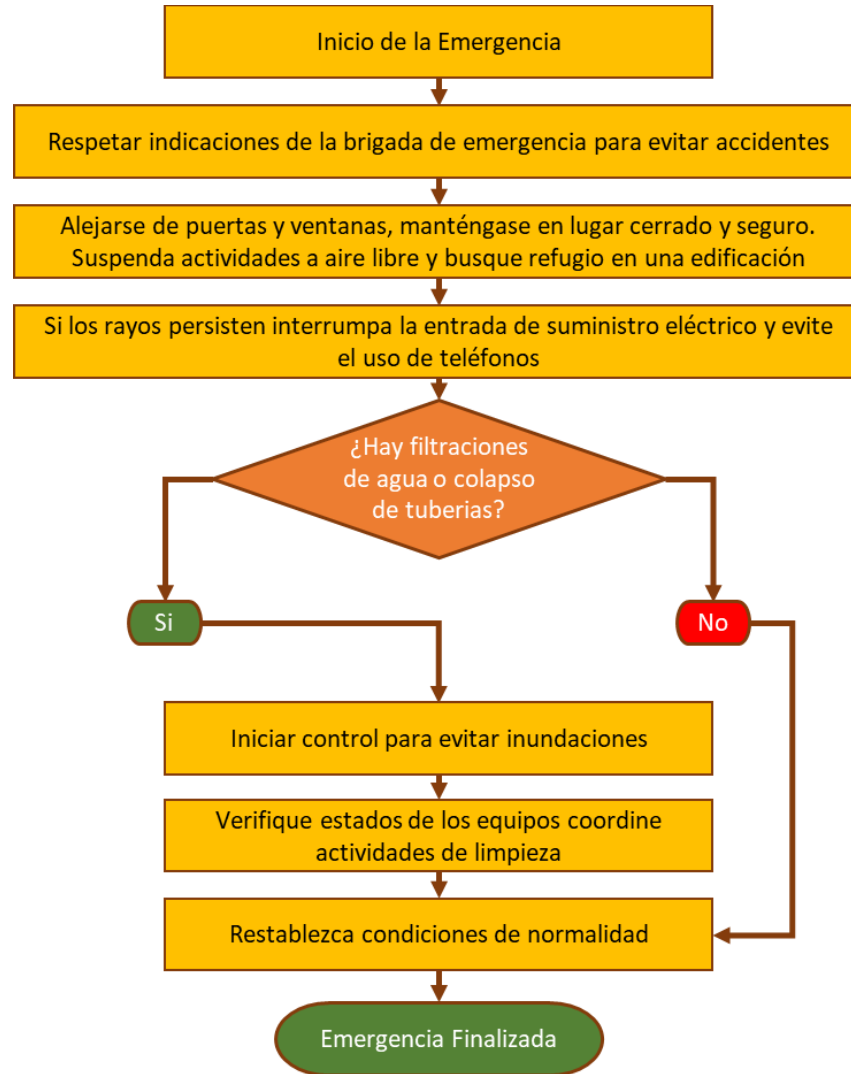 Inicio de la Emergencia
Respetar indicaciones de la brigada de emergencia para evitar accidentes
Alejarse de puertas y ventanas, manténgase en lugar cerrado y seguro.
Suspenda actividades a aire libre y busque refugio en una edificación
Si los rayos persisten interrumpa la entrada de suministro eléctrico y evite
el uso de teléfonos
¿Hay filtraciones
de agua o colapso
de tuberias?
Si
No
Iniciar control para evitar inundaciones
Verifique estados de los equipos coordine
actividades de limpieza
Restablezca condiciones de normalidad
Emergencia Finalizada